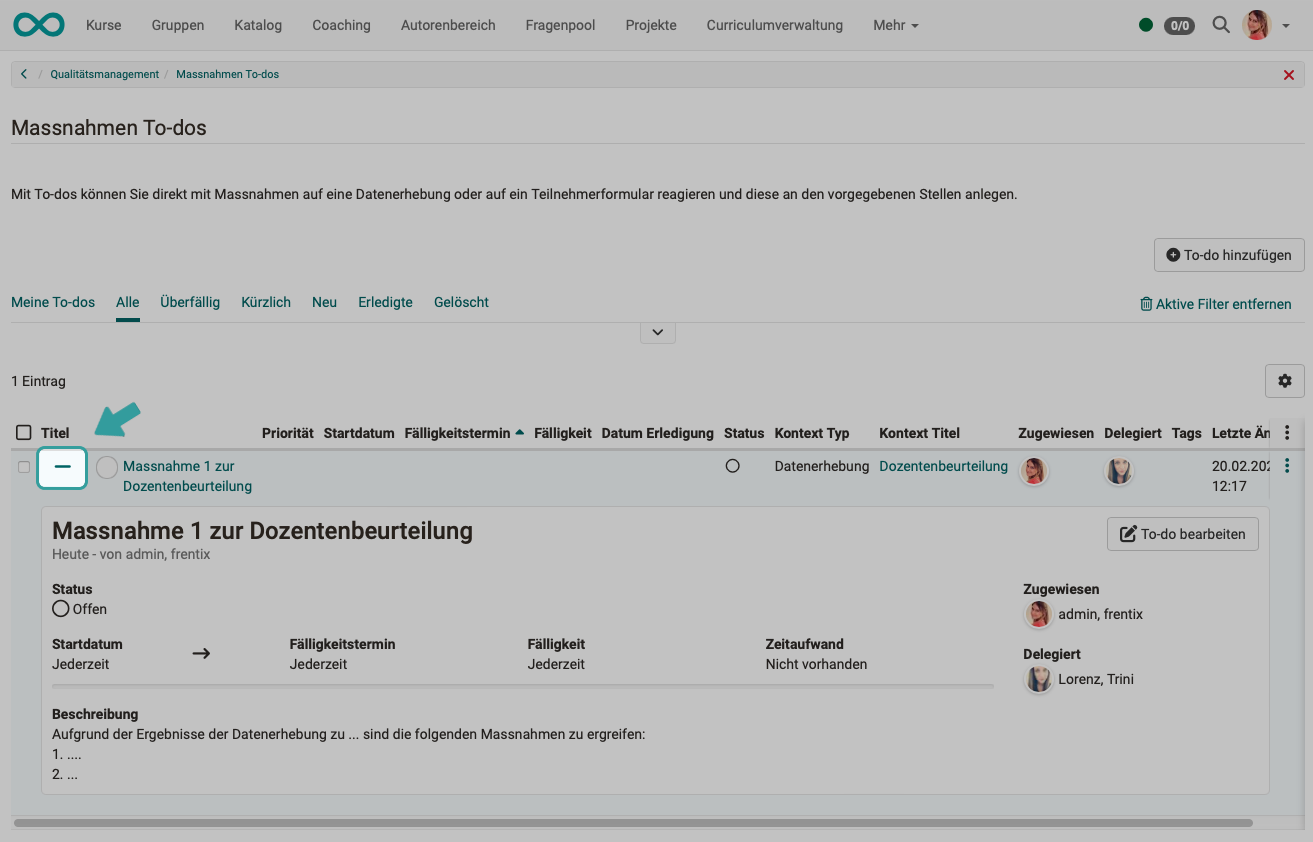 Kurse Gruppen Katalog Coaching Autorenbereich Fragenpool Projekte Curriculumverwaltung Mehr 0/0
/ Qualitätsmanagement / Massnahmen To-dos
Massnahmen To-dos
Mit To-dos können Sie direkt mit Massnahmen auf eine Datenerhebung oder auf ein Teilnehmerformular reagieren und diese an den vorgegebenen Stellen anlegen.
To-do hinzufügen
Meine To-dos Alle Überfällig Kürzlich Neu Erledigte Gelöscht Aktive Filter entfernen
1 Eintrag
Titel Priorität Startdatum Fälligkeitstermin Fälligkeit Datum Erledigung Status Kontext Typ Kontext Titel Zugewiesen Delegiert Tags Letzte Än
Massnahme 1 zur Datenerhebung Dozentenbeurteilung 20.02.202
Dozentenbeurteilung 12:17
Massnahme 1 zur Dozentenbeurteilung To-do bearbeiten
Heute - von admin, frentix
Status Zugewiesen
Offen admin, frentix
Startdatum Fälligkeitstermin Fälligkeit Zeitaufwand
Jederzeit Jederzeit Jederzeit Nicht vorhanden
Delegiert
Lorenz, Trini
Beschreibung
Aufgrund der Ergebnisse der Datenerhebung zu ... sind die folgenden Massnahmen zu ergreifen:
1. ....
2. ...